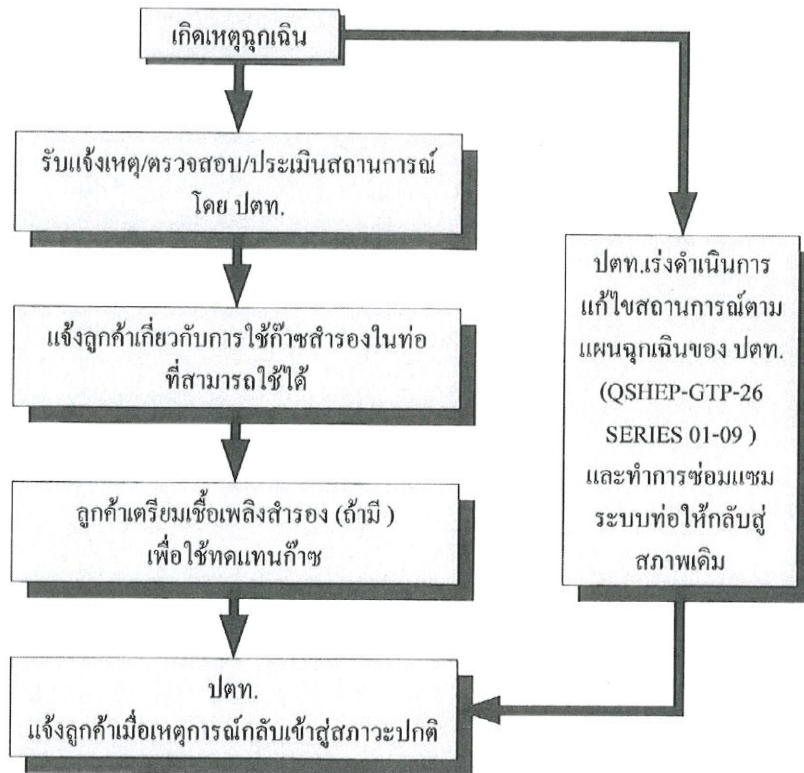 เกิดเหตุฉุกเฉิน
รับแจ้งเหตุ/ตรวจสอบ/ประเมินสถานการณ์
โดย ปตท.
แจ้งลูกค้าเกี่ยวกับการใช้ก๊าซสำรองในท่อ
ที่สามารถใช้ได้
ลูกค้าเตรียมเชื้อเพลิงสำรอง (ถ้ามี )
เพื่อใช้ทดแทนก๊าซ
ปตท.เร่งดำเนินการ
แก้ไขสถานการณ์ตาม
แผนฉุกเฉินของ ปตท.
(QSHEP-GTP-26
SERIES 01-09 )
และทำการซ่อมแซม
ระบบท่อให้กลับสู่
สภาพเดิม
ปตท.
แจ้งลูกค้าเมื่อเหตุการณ์กลับเข้าสู่สภาวะปกติ